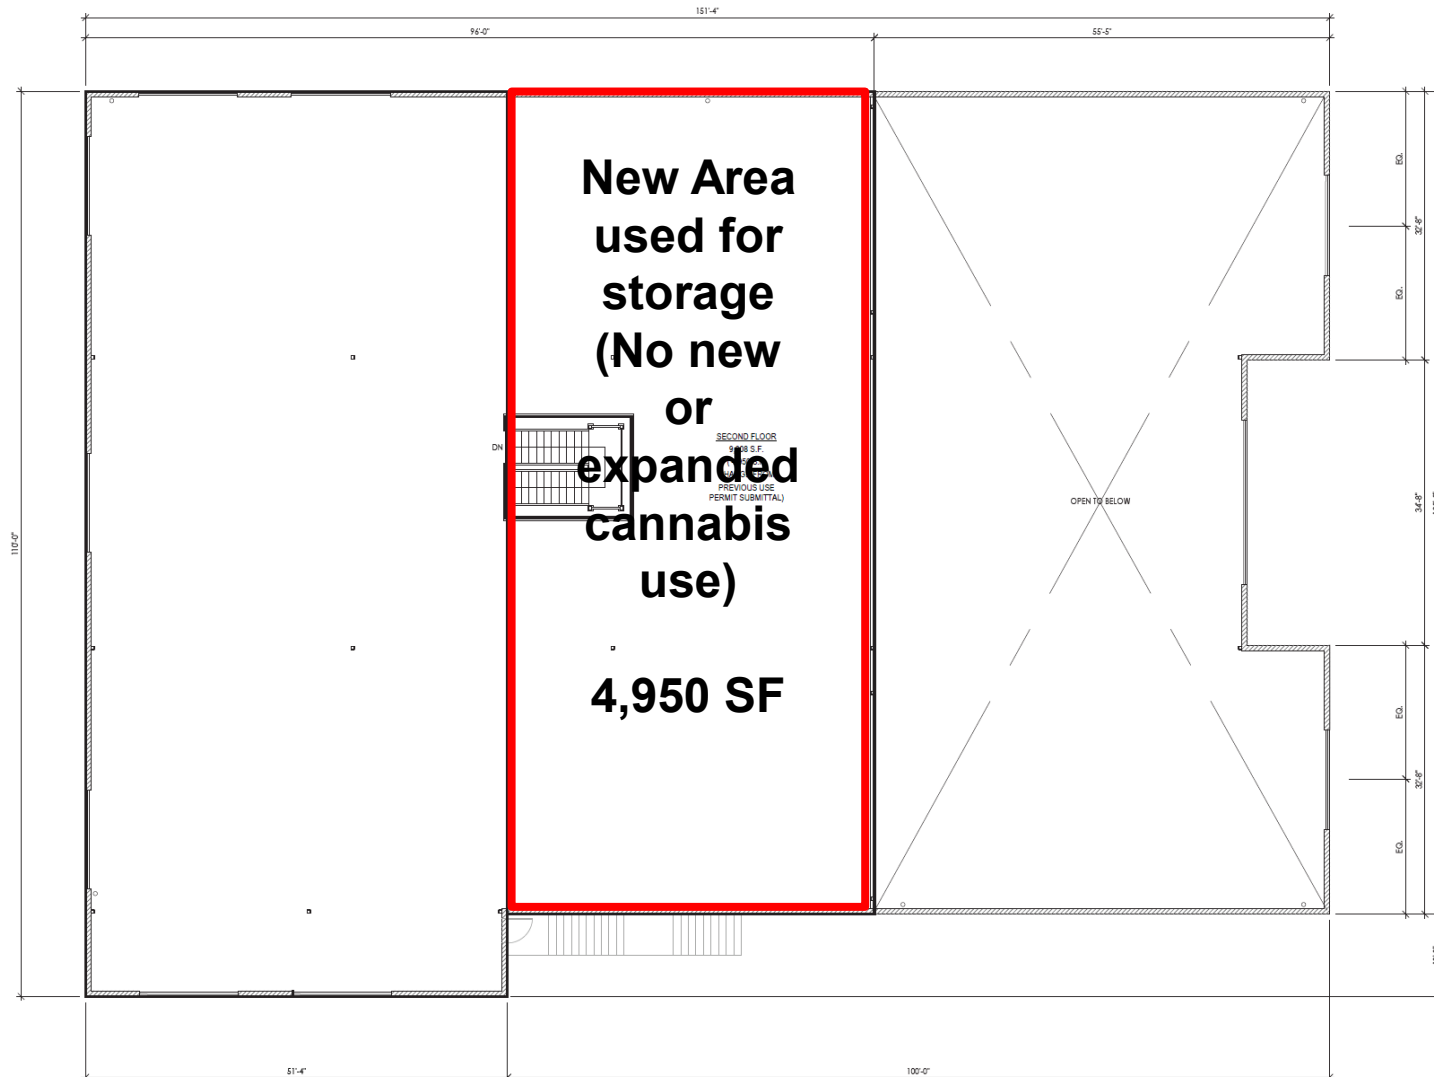 151'-4"
96'-0"
55'-5"
New Area
used for
storage
(No new
or
expanded
cannabis
use)
4,950 SF
SECOND FLOOR
S.F.
PREVIOUS USE
PERMIT SUBMITTAL)
DN
OPEN TO BELOW
110'-0"
EQ.
32'-8"
EQ.
34'-8"
EQ.
32'-8"
EQ.
51'-4"
100'-0"